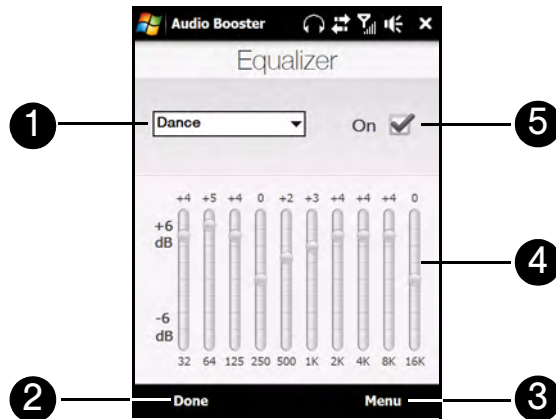 Audio Booster
Equalizer
1
Dance
On
5
+4 +5 +4 0 +2 +3 +4 +4 +4 0
+6
dB
4
-6
dB
32 64 125 250 500 1K 2K 4K 8K 16K
2
Done
Menu
3